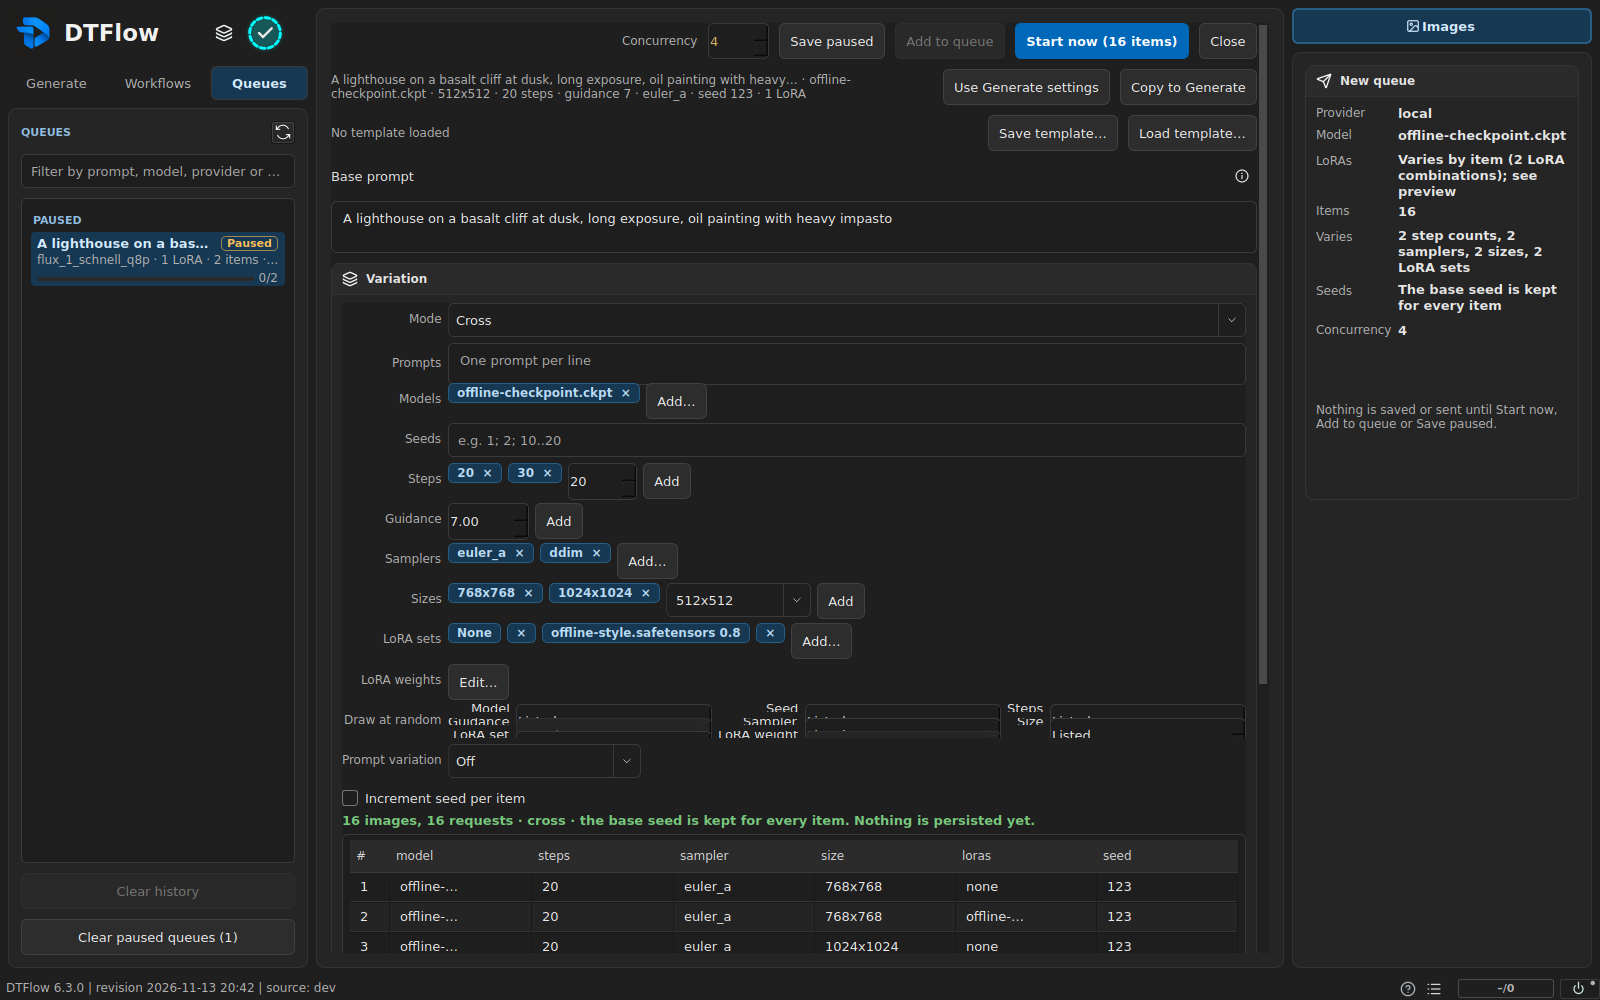 DTFlow
Generate
Workflows
Queues
QUEUES
Filter by prompt, model, provider or ...
PAUSED
A lighthouse on a bas...
Paused
flux_1_schnell_q8p · 1 LoRA · 2 items ·...
0/2
Clear history
Clear paused queues (1)
Concurrency
4
Save paused
Add to queue
Start now (16 items)
Close
A lighthouse on a basalt cliff at dusk, long exposure, oil painting with heavy... · offline-
checkpoint.ckpt · 512x512 · 20 steps · guidance 7 · euler_a · seed 123 · 1 LoRA
Use Generate settings
Copy to Generate
No template loaded
Save template...
Load template...
Base prompt
A lighthouse on a basalt cliff at dusk, long exposure, oil painting with heavy impasto
Variation
Mode
Cross
Prompts
One prompt per line
Models
offline-checkpoint.ckpt ×
Add...
Seeds
e.g. 1; 2; 10..20
Steps
20 ×
30 ×
20
Add
Guidance
7.00
Add
Samplers
euler_a ×
ddim ×
Add...
Sizes
768x768 ×
1024x1024 ×
512x512
Add
LoRA sets
None
×
offline-style.safetensors 0.8
×
Add...
LoRA weights
Edit...
Draw at random
Model
Seed
Steps
Guidance
Sampler
Size
LoRA set
LoRA weight
Listed
Prompt variation
Off
Increment seed per item
16 images, 16 requests · cross · the base seed is kept for every item. Nothing is persisted yet.
# model steps sampler size loras seed
1 offline-... 20 euler_a 768x768 none 123
2 offline-... 20 euler_a 768x768 offline-... 123
3 offline-... 20 euler_a 1024x1024 none 123
Images
New queue
Provider local
Model offline-checkpoint.ckpt
LoRAs Varies by item (2 LoRA
combinations); see
preview
Items 16
Varies 2 step counts, 2
samplers, 2 sizes, 2
LoRA sets
Seeds The base seed is kept
for every item
Concurrency 4
Nothing is saved or sent until Start now,
Add to queue or Save paused.
DTFlow 6.3.0 | revision 2026-11-13 20:42 | source: dev
-/0